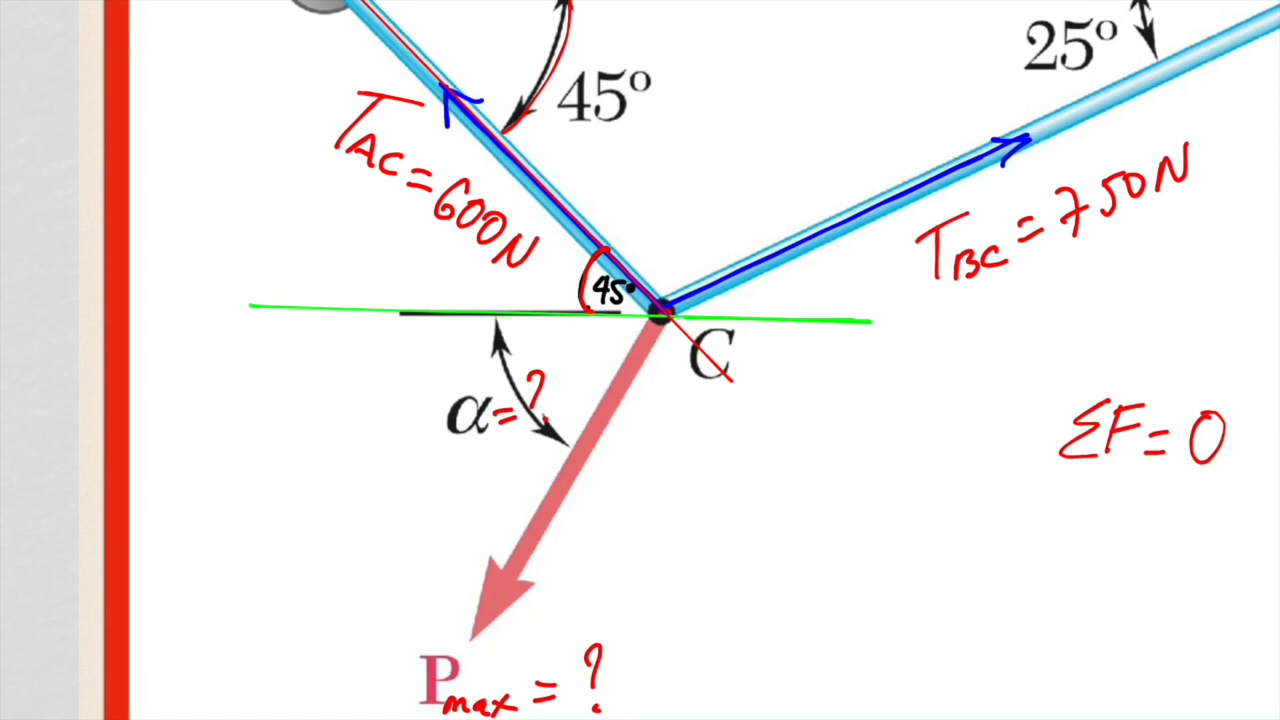 25°
45°
T_AC = 600N
T_BC = 750N
45°
C
α = ?
ΣF = 0
P_max = ?